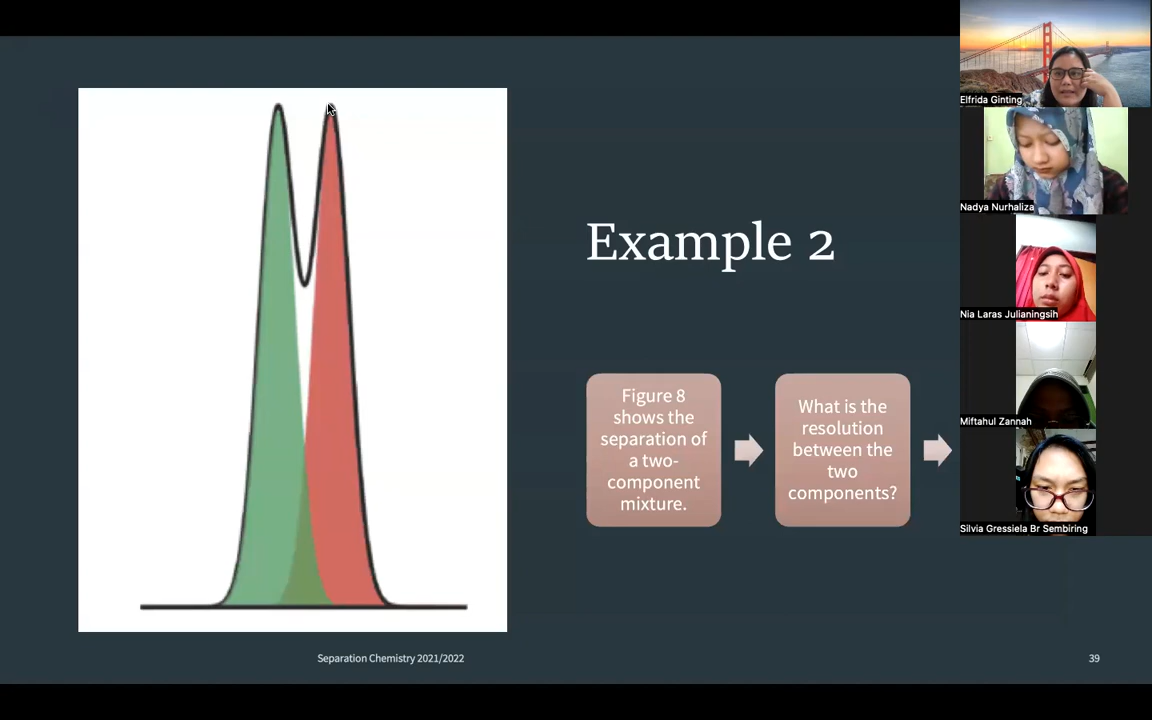 Example 2
Figure 8
shows the
separation of
a two-
component
mixture.
What is the
resolution
between the
two
components?
Separation Chemistry 2021/2022
39
Elfrida Ginting
Nadya Nurhaliza
Nia Laras Julianingsih
Miftahul Zannah
Silvia Gressiela Br Sembiring